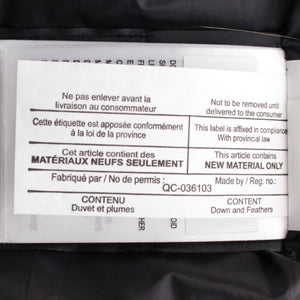 Ne pas enlever avant la
livraison au consommateur
Not to be removed until
delivered to the consumer
Cette étiquette est apposée conformément
à la loi de la province
This label is affixed in compliance
With provincial law
Cet article contient des
MATÉRIAUX NEUFS SEULEMENT
This article contains
NEW MATERIAL ONLY
Fabriqué par / No de permis :
QC-036103
Made by / Reg. no.:
CONTENU
Duvet et plumes
CONTENT
Down and Feathers